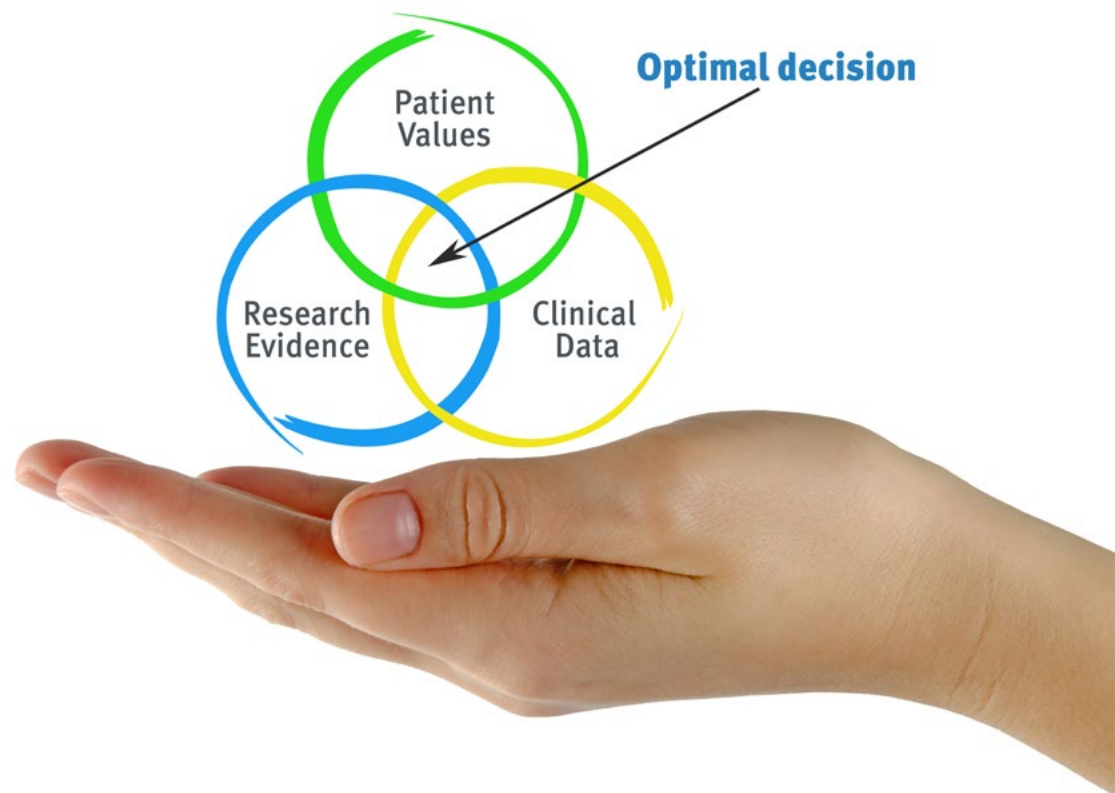 Optimal decision
Patient
Values
Research
Evidence
Clinical
Data